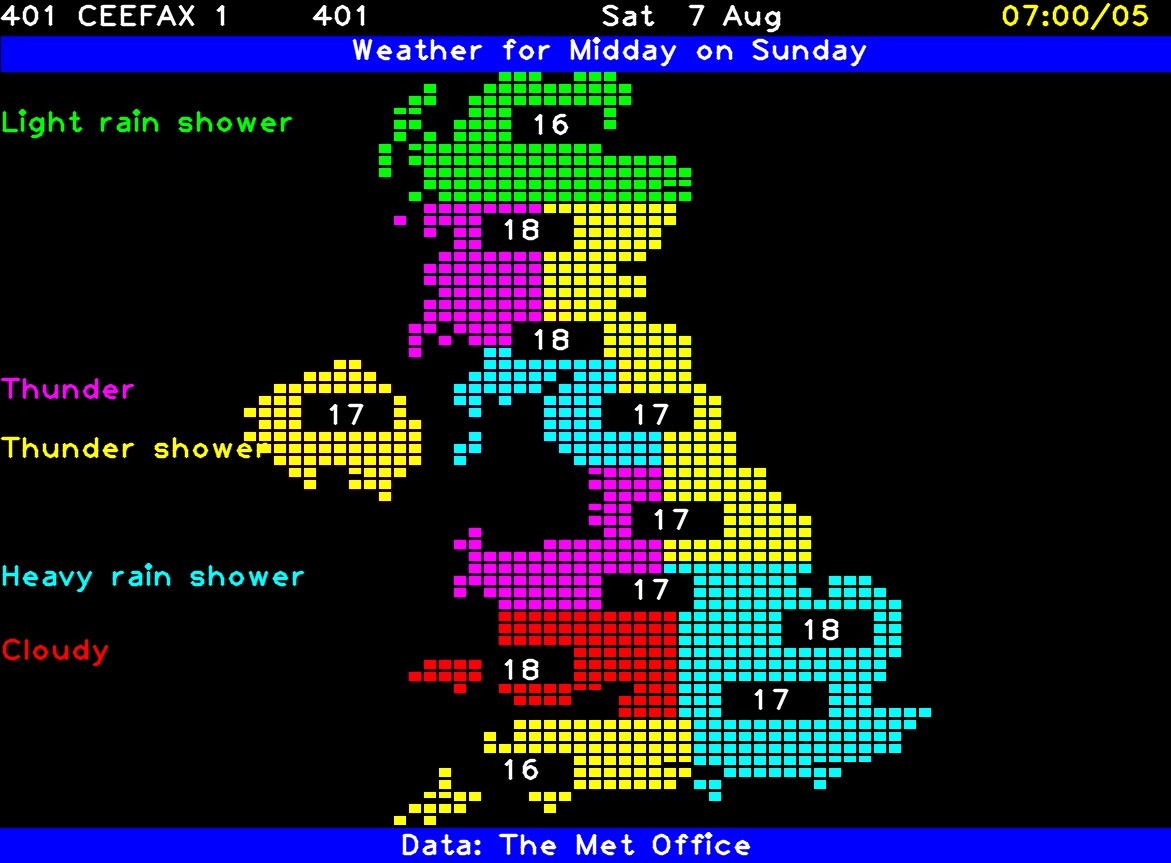 401 CEEFAX 1 401 Sat 7 Aug 07:00/05
Weather for Midday on Sunday
Light rain shower
16
18
18
Thunder
17
17
Thunder shower
17
Heavy rain shower
17
18
Cloudy
18
17
16
Data: The Met Office